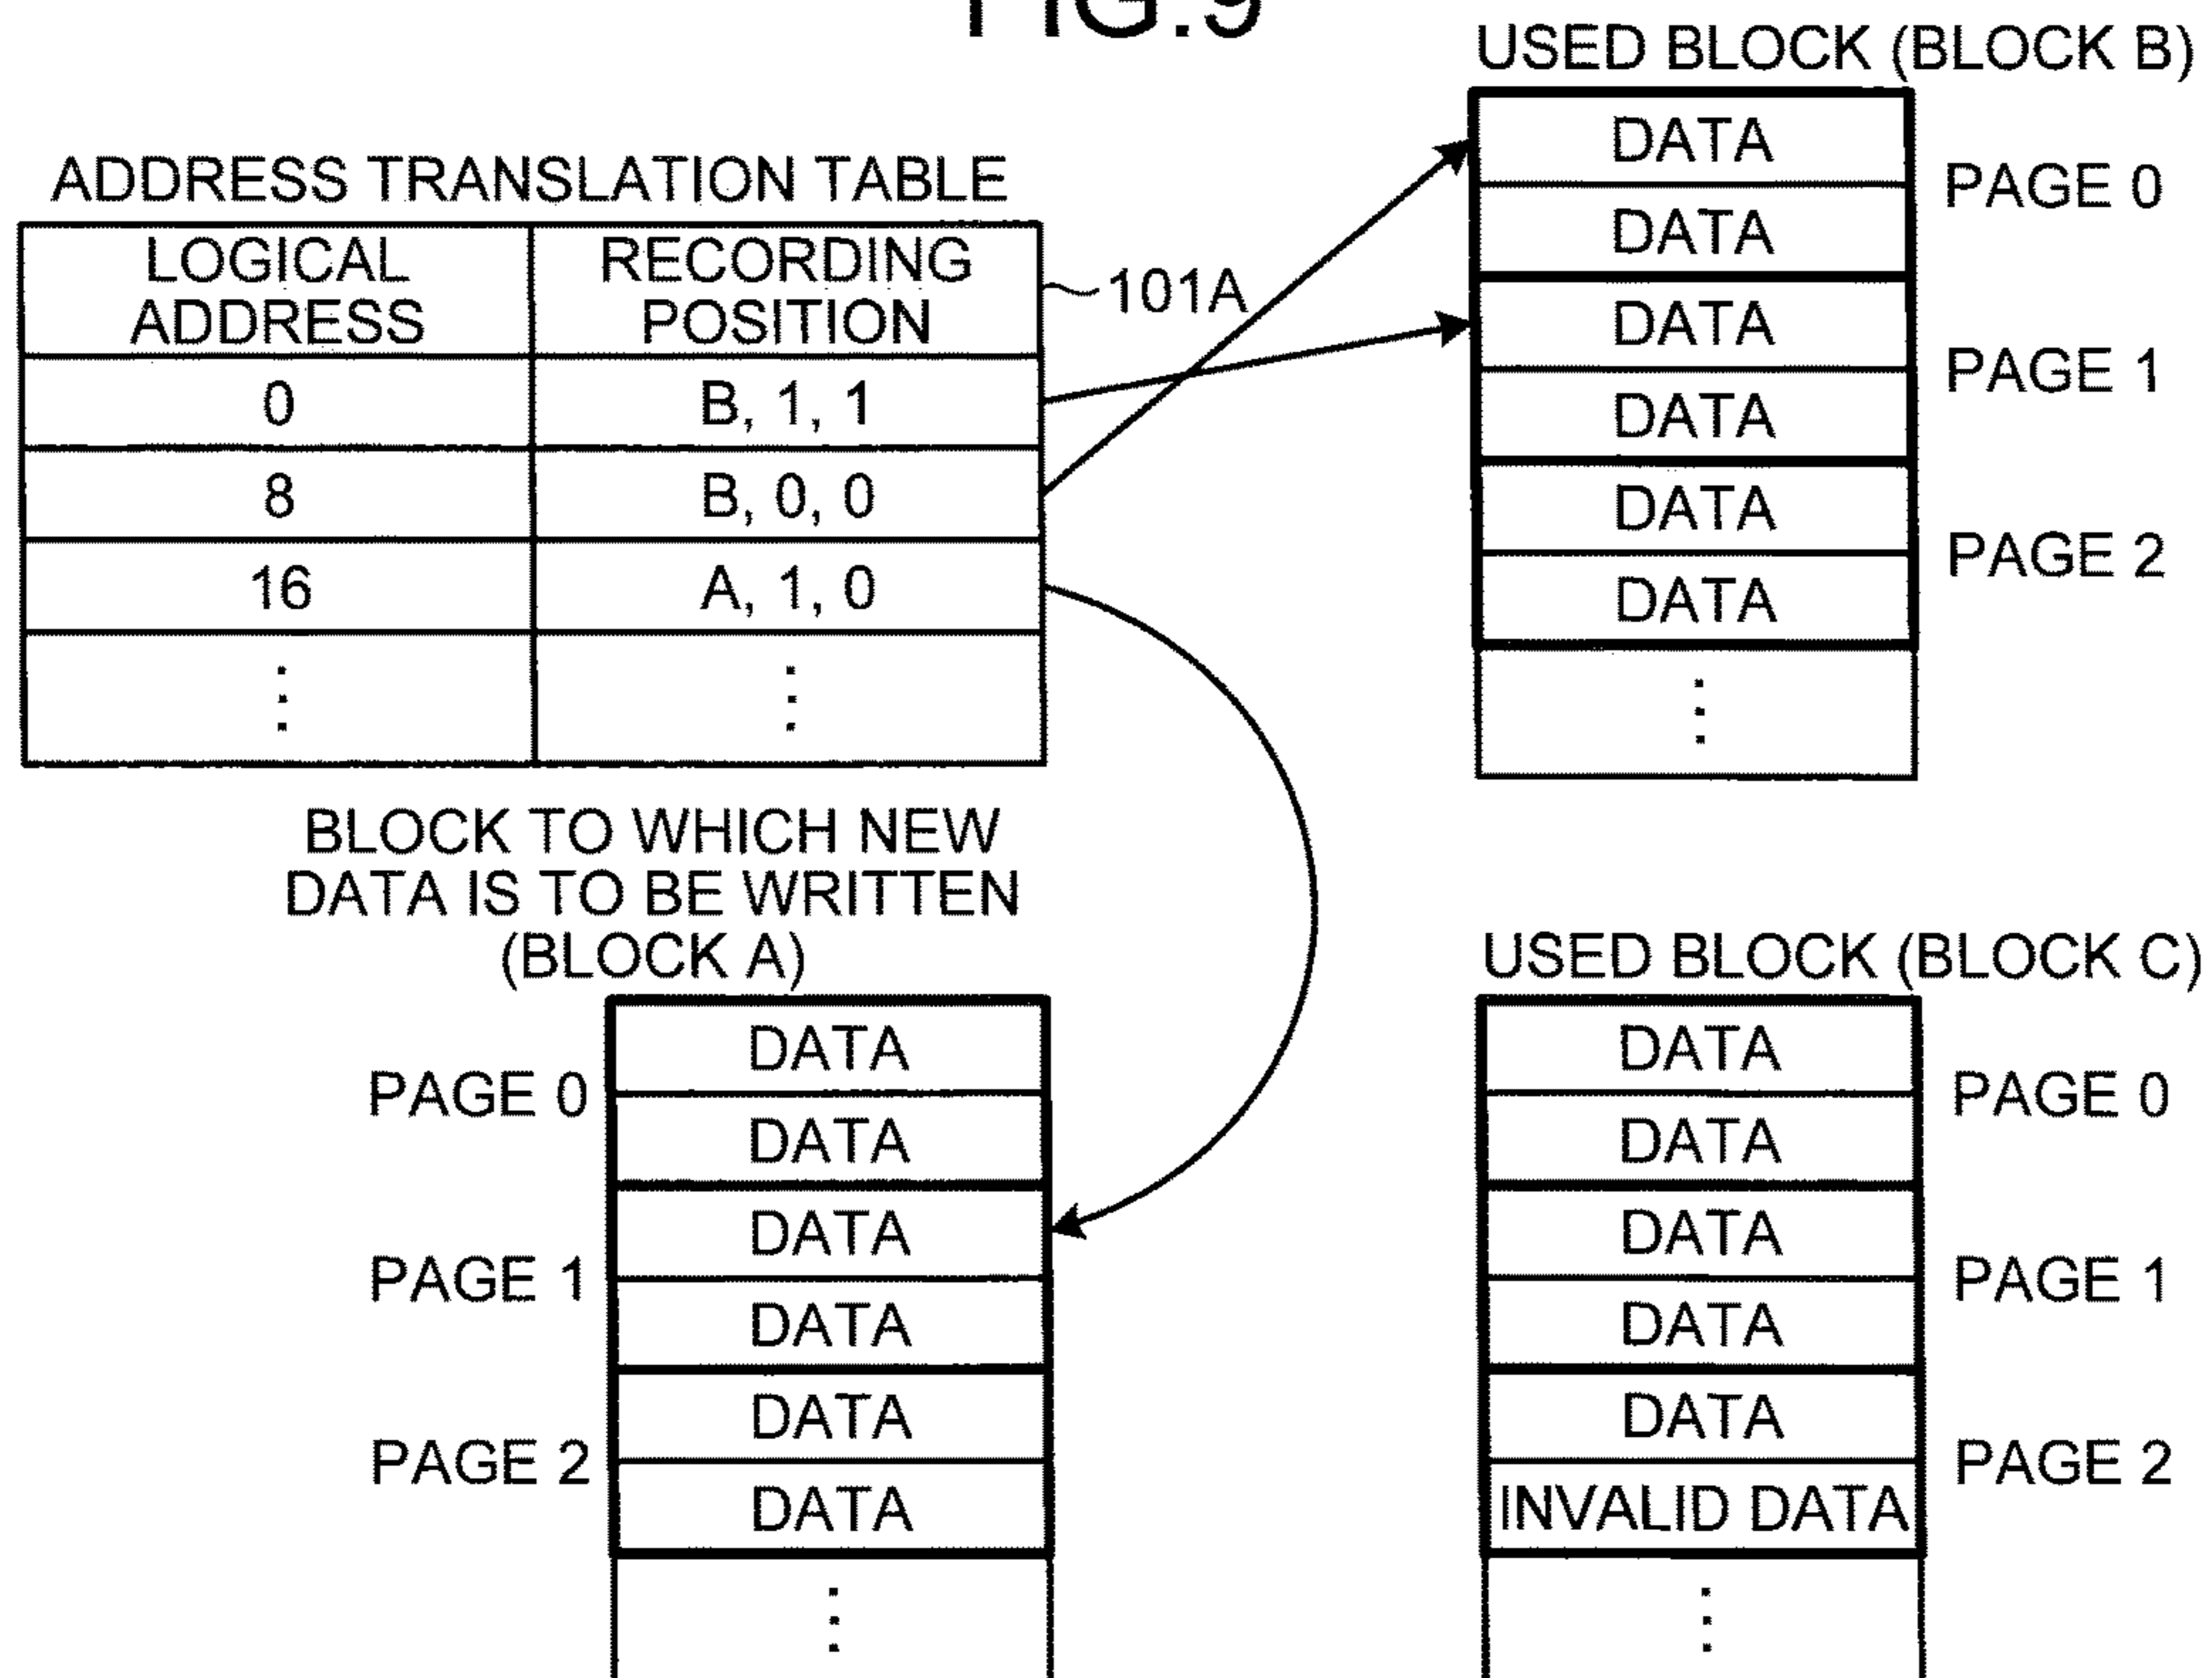 FIG.9
USED BLOCK (BLOCK B)
DATA
DATA
PAGE 0
DATA
DATA
PAGE 1
DATA
DATA
PAGE 2
⋮
ADDRESS TRANSLATION TABLE
LOGICAL ADDRESS
RECORDING POSITION
101A
0
B, 1, 1
8
B, 0, 0
16
A, 1, 0
⋮
⋮
BLOCK TO WHICH NEW
DATA IS TO BE WRITTEN
(BLOCK A)
PAGE 0
DATA
DATA
PAGE 1
DATA
DATA
PAGE 2
DATA
DATA
⋮
USED BLOCK (BLOCK C)
DATA
DATA
PAGE 0
DATA
DATA
PAGE 1
DATA
INVALID DATA
PAGE 2
⋮